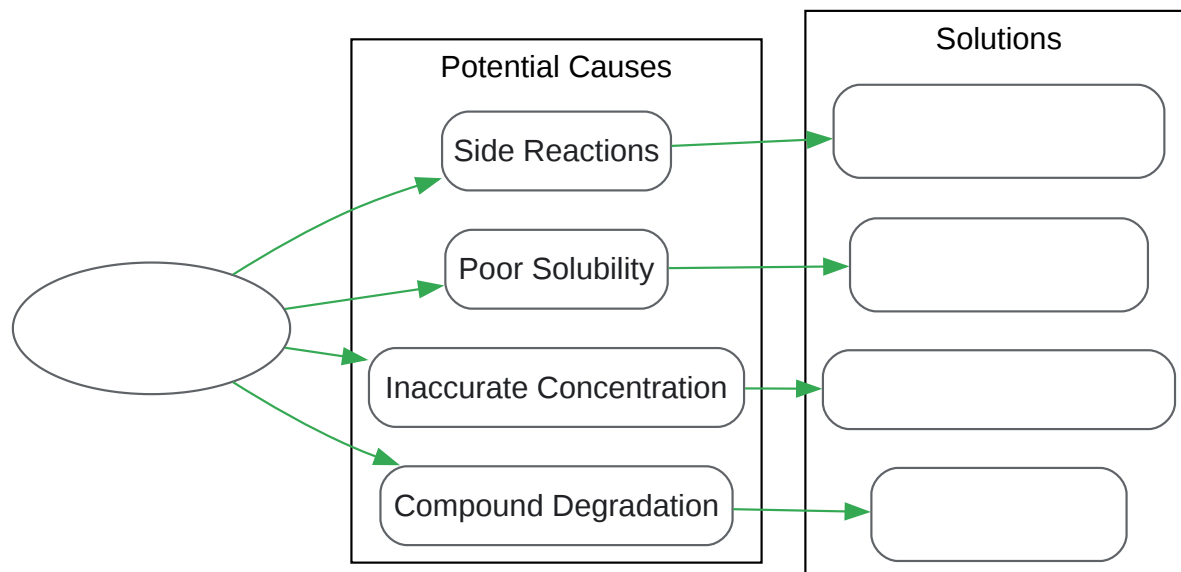 Solutions
Potential Causes
Side Reactions
Poor Solubility
Inaccurate Concentration
Compound Degradation